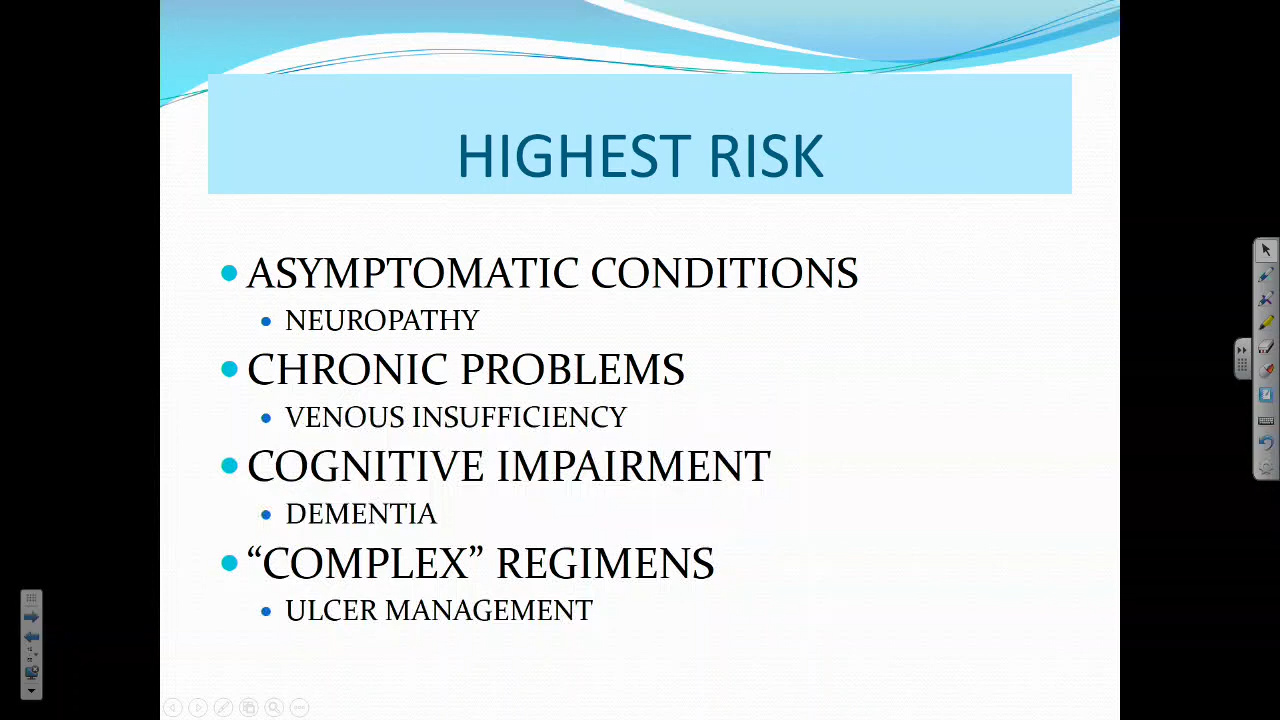 HIGHEST RISK
ASYMPTOMATIC CONDITIONS
NEUROPATHY
CHRONIC PROBLEMS
VENOUS INSUFFICIENCY
COGNITIVE IMPAIRMENT
DEMENTIA
“COMPLEX” REGIMENS
ULCER MANAGEMENT